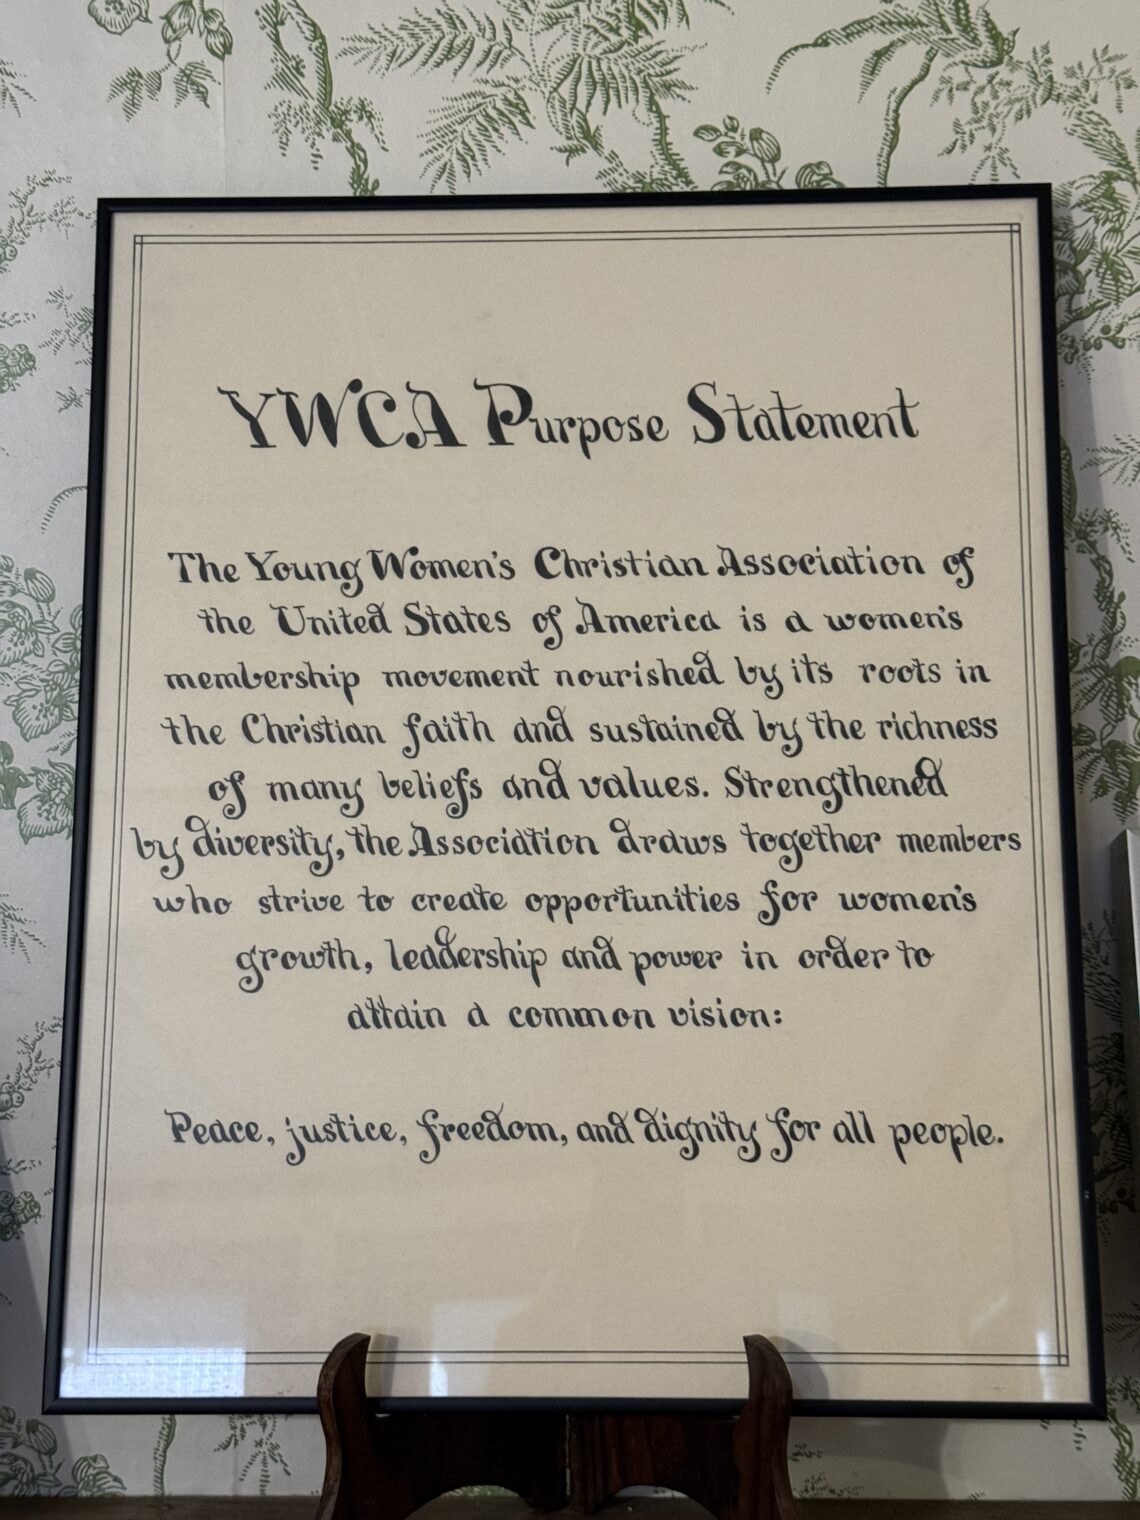 YWCA Purpose Statement
The Young Women's Christian Association of
the United States of America is a women's
membership movement nourished by its roots in
the Christian faith and sustained by the richness
of many beliefs and values. Strengthened
by diversity, the Association draws together members
who strive to create opportunities for women's
growth, leadership and power in order to
attain a common vision:
Peace, justice, freedom, and dignity for all people.